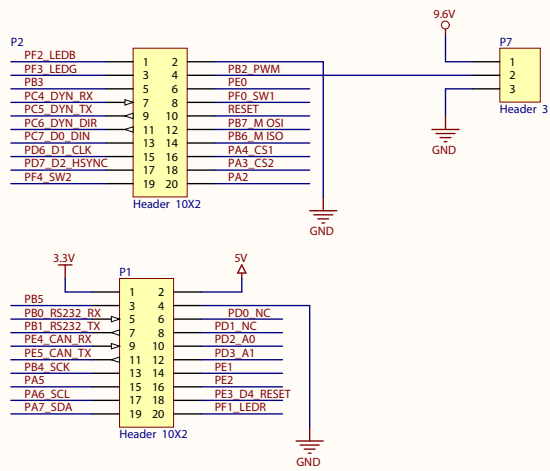 9.6V
P2
P7
PF2_LEDB 1 2
PF3_LEDG 3 4 PB2_PWM
PB3 5 6 PE0
PC4_DYN_RX 7 8 PF0_SW1
PC5_DYN_TX 9 10 RESET
PC6_DYN_DIR 11 12 PB7_MOSI
PC7_D0_DIN 13 14 PB6_MISO
PD6_D1_CLK 15 16 PA4_CS1
PD7_D2_HSYNC 17 18 PA3_CS2
PF4_SW2 19 20 PA2
Header 10X2
GND
1
2
3
Header 3
GND
3.3V
5V
P1
1 2
PB5 3 4
PB0_RS232_RX 5 6 PD0_NC
PB1_RS232_TX 7 8 PD1_NC
PE4_CAN_RX 9 10 PD2_A0
PE5_CAN_TX 11 12 PD3_A1
PB4_SCK 13 14 PE1
PA5 15 16 PE2
PA6_SCL 17 18 PE3_D4_RESET
PA7_SDA 19 20 PF1_LEDR
Header 10X2
GND